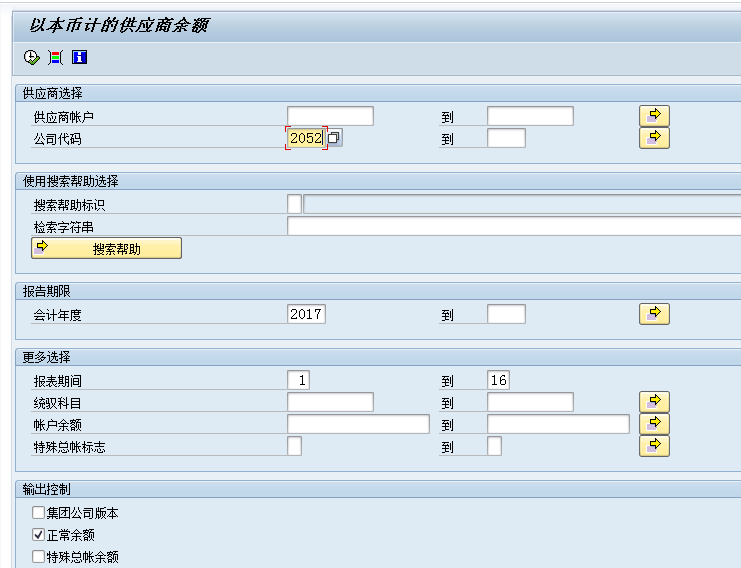 以本币计的供应商余额
供应商选择
供应商帐户 到
公司代码 2052 到
使用搜索帮助选择
搜索帮助标识
检索字符串
搜索帮助
报告期限
会计年度 2017 到
更多选择
报表期间 1 到 16
统驭科目 到
帐户余额 到
特殊总帐标志 到
输出控制
集团公司版本
正常余额
特殊总帐余额